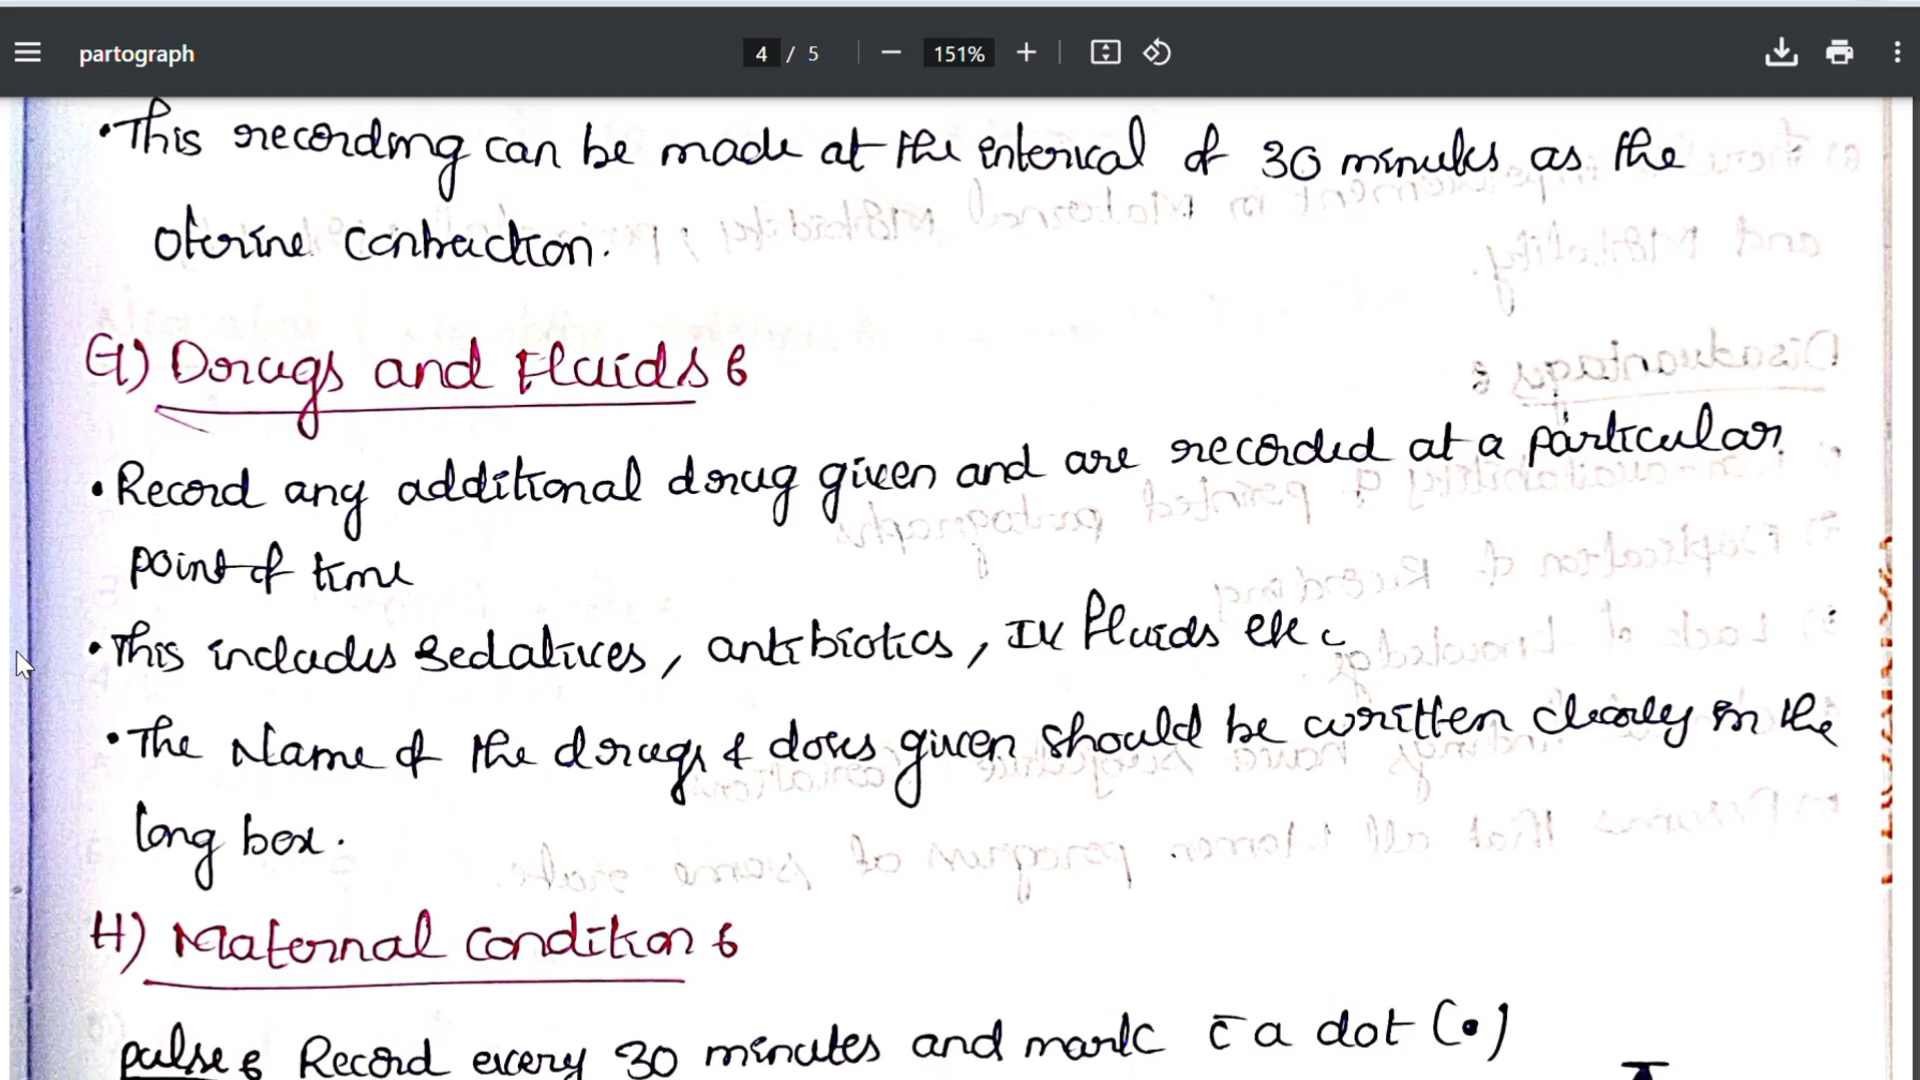 partograph
4 / 5
151%
•This recording can be made at the interval of 30 minutes as the
uterine contraction.
G) Drugs and Fluids :
•Record any additional drug given and are recorded at a particular
point of time
•This includes sedatives, antibiotics, IV fluids etc
•The Name of the drugs & doses given should be written clearly in the
long box.
H) Maternal condition :
pulse : Record every 30 minutes and mark c̄ a dot (•)